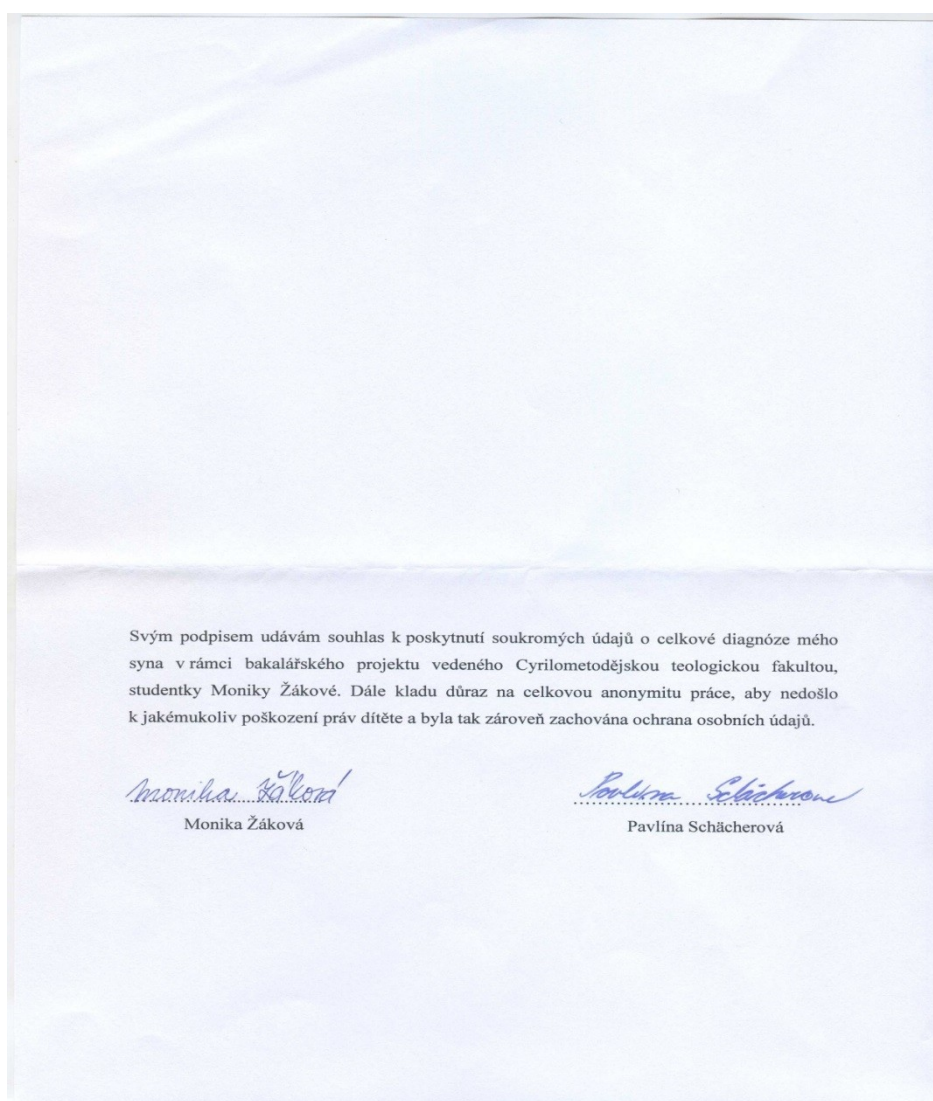 Svým podpisem udávám souhlas k poskytnutí soukromých údajů o celkové diagnóze mého
syna v rámci bakalářského projektu vedeného Cyrilometodějskou teologickou fakultou,
studentky Moniky Žákové. Dále kladu důraz na celkovou anonymitu práce, aby nedošlo
k jakémukoliv poškození práv dítěte a byla tak zároveň zachována ochrana osobních údajů.
Monika Žáková Pavlína Schächerová
Monika Žáková Pavlína Schächerová